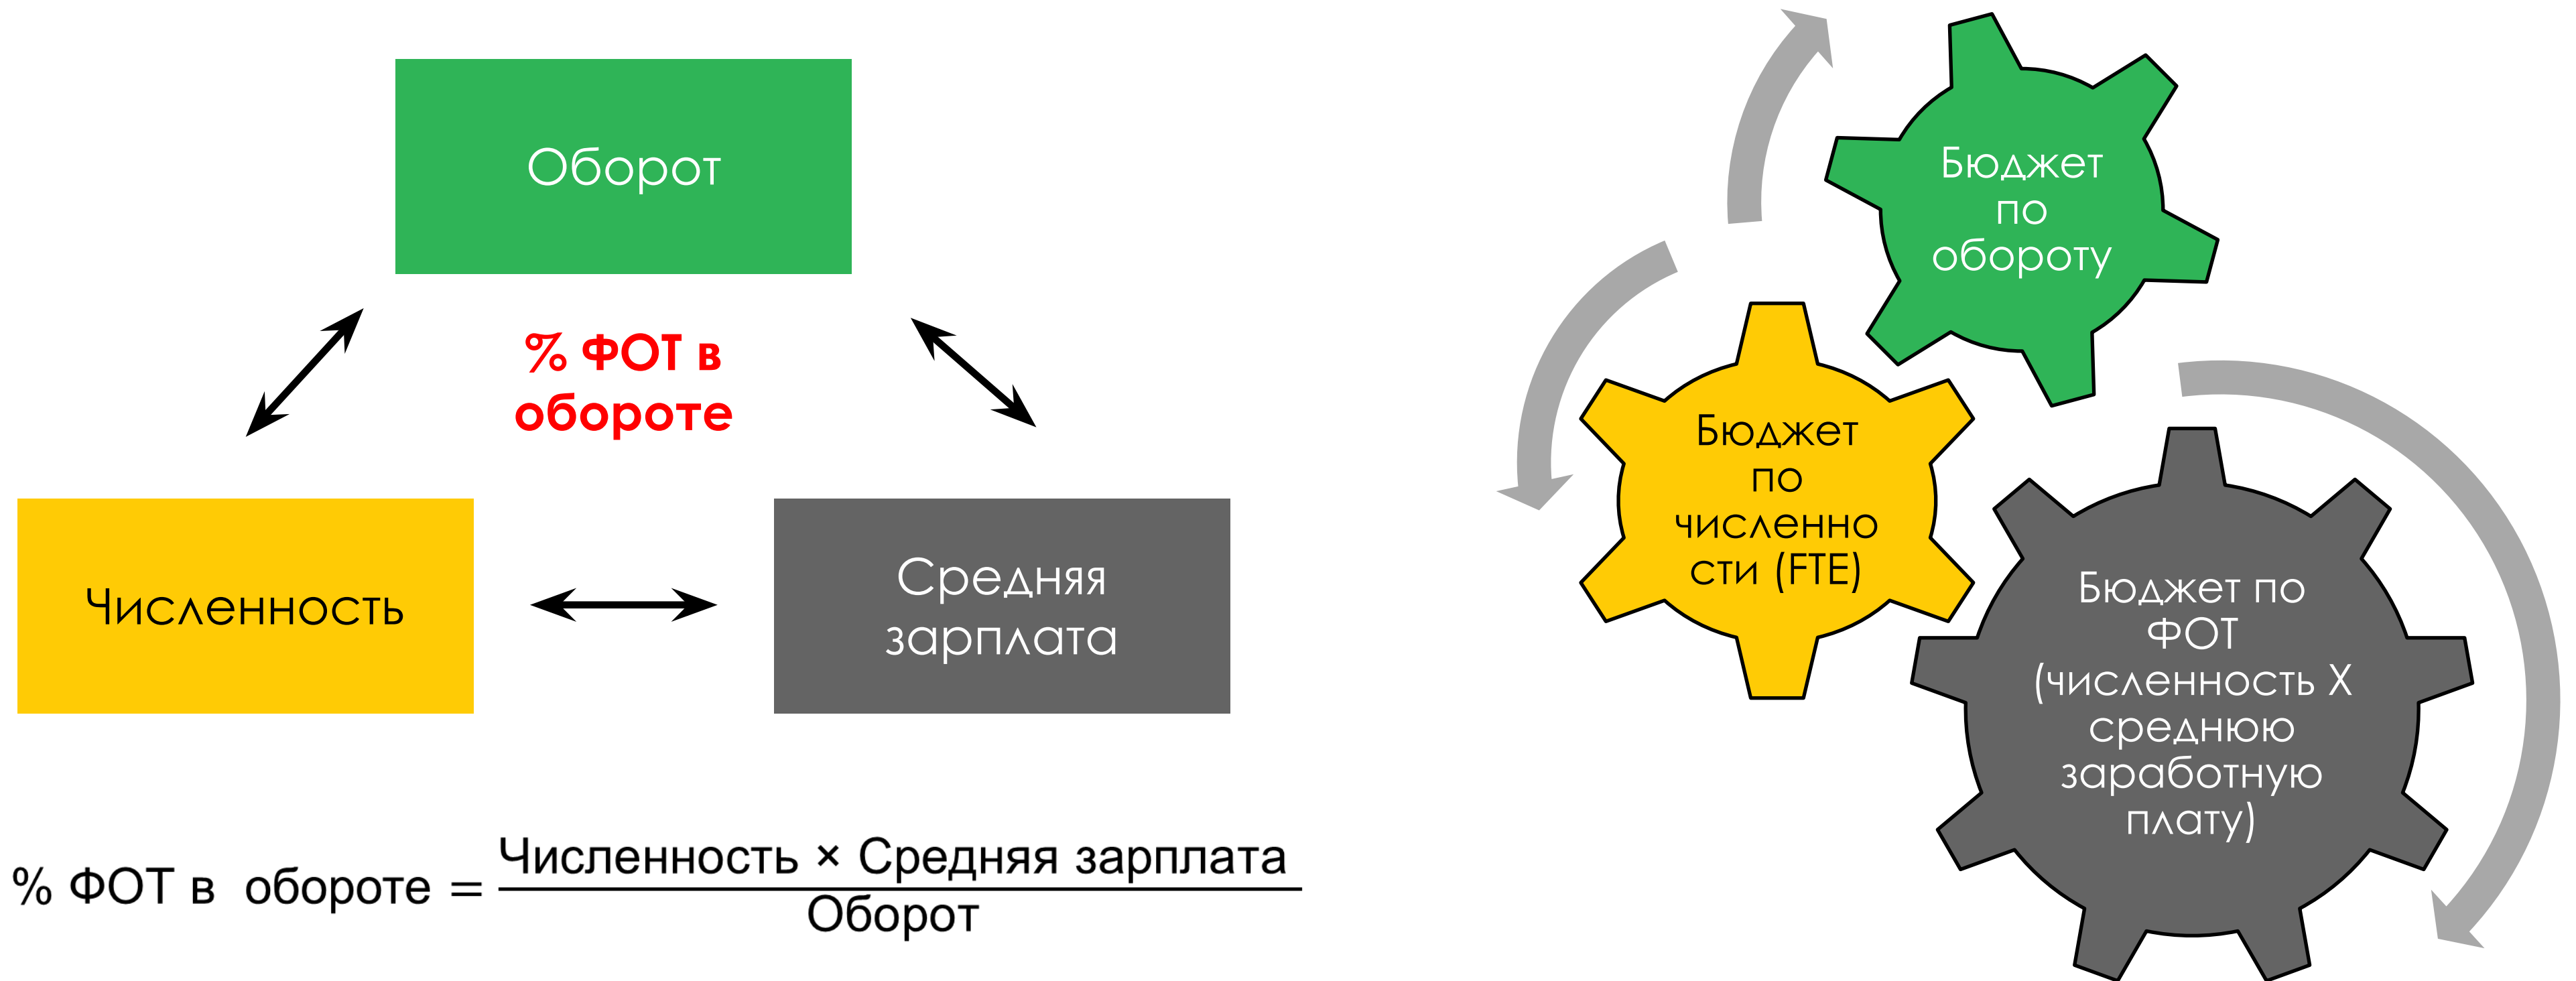 Оборот
% ФОТ в
обороте
Численность
Средняя
зарплата
% ФОТ в обороте = Численность × Средняя зарплата
Оборот
Бюджет
по
обороту
Бюджет
по
численно
сти (FTE)
Бюджет по
ФОТ
(численность X
среднюю
заработную
плату)